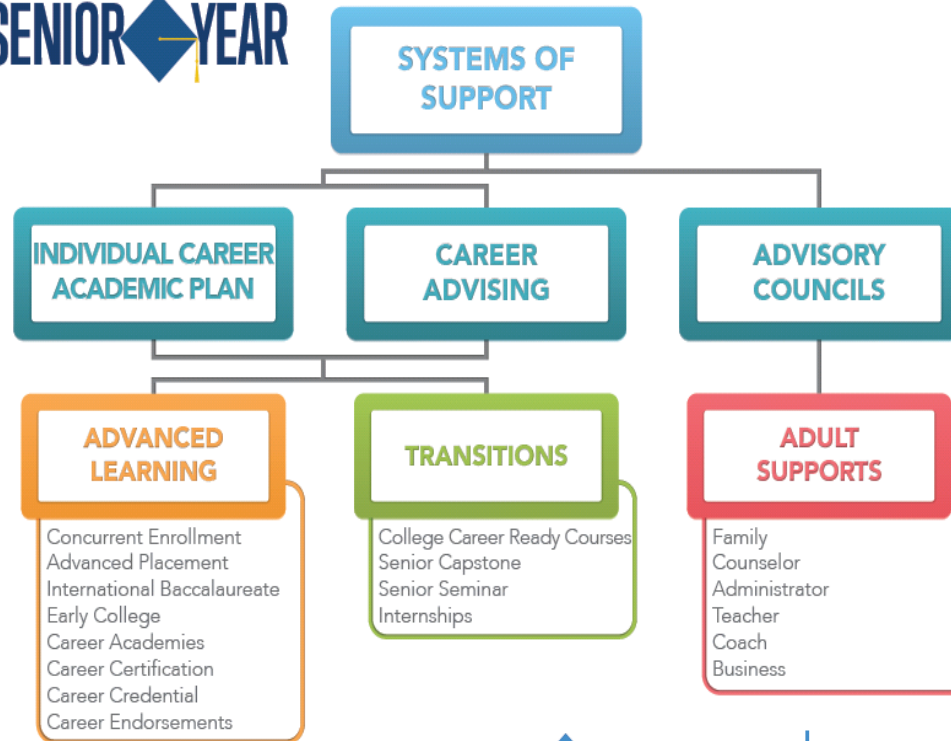 SENIOR YEAR
SYSTEMS OF
SUPPORT
INDIVIDUAL CAREER
ACADEMIC PLAN
CAREER
ADVISING
ADVISORY
COUNCILS
ADVANCED
LEARNING
Concurrent Enrollment
Advanced Placement
International Baccalaureate
Early College
Career Academies
Career Certification
Career Credential
Career Endorsements
TRANSITIONS
College Career Ready Courses
Senior Capstone
Senior Seminar
Internships
ADULT
SUPPORTS
Family
Counselor
Administrator
Teacher
Coach
Business